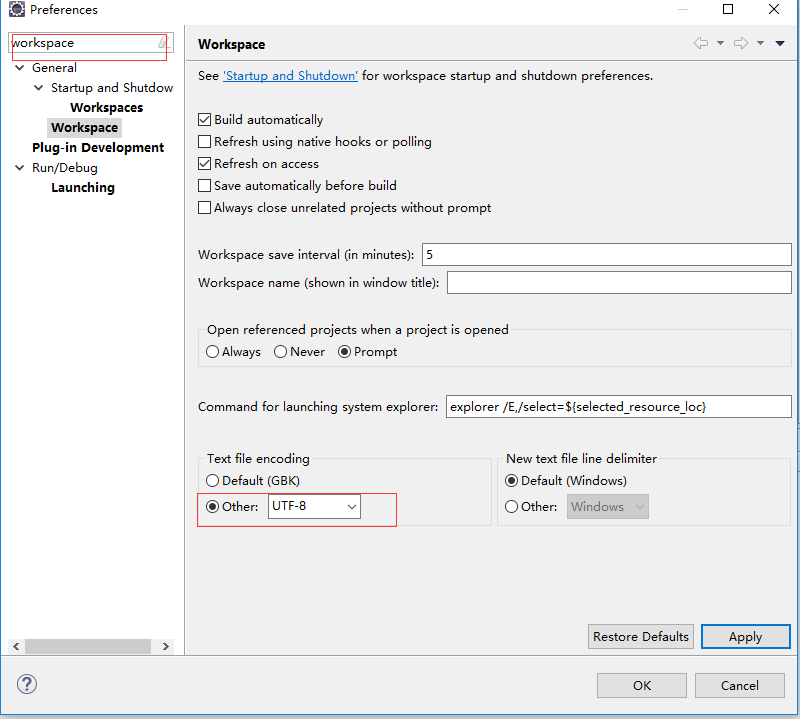 Preferences
workspace
General
Startup and Shutdow
Workspaces
Workspace
Plug-in Development
Run/Debug
Launching
Workspace
See 'Startup and Shutdown' for workspace startup and shutdown preferences.
Build automatically
Refresh using native hooks or polling
Refresh on access
Save automatically before build
Always close unrelated projects without prompt
Workspace save interval (in minutes): 5
Workspace name (shown in window title):
Open referenced projects when a project is opened
Always Never Prompt
Command for launching system explorer: explorer /E,/select=${selected_resource_loc}
Text file encoding
Default (GBK)
Other: UTF-8
New text file line delimiter
Default (Windows)
Other: Windows
Restore Defaults Apply
OK Cancel